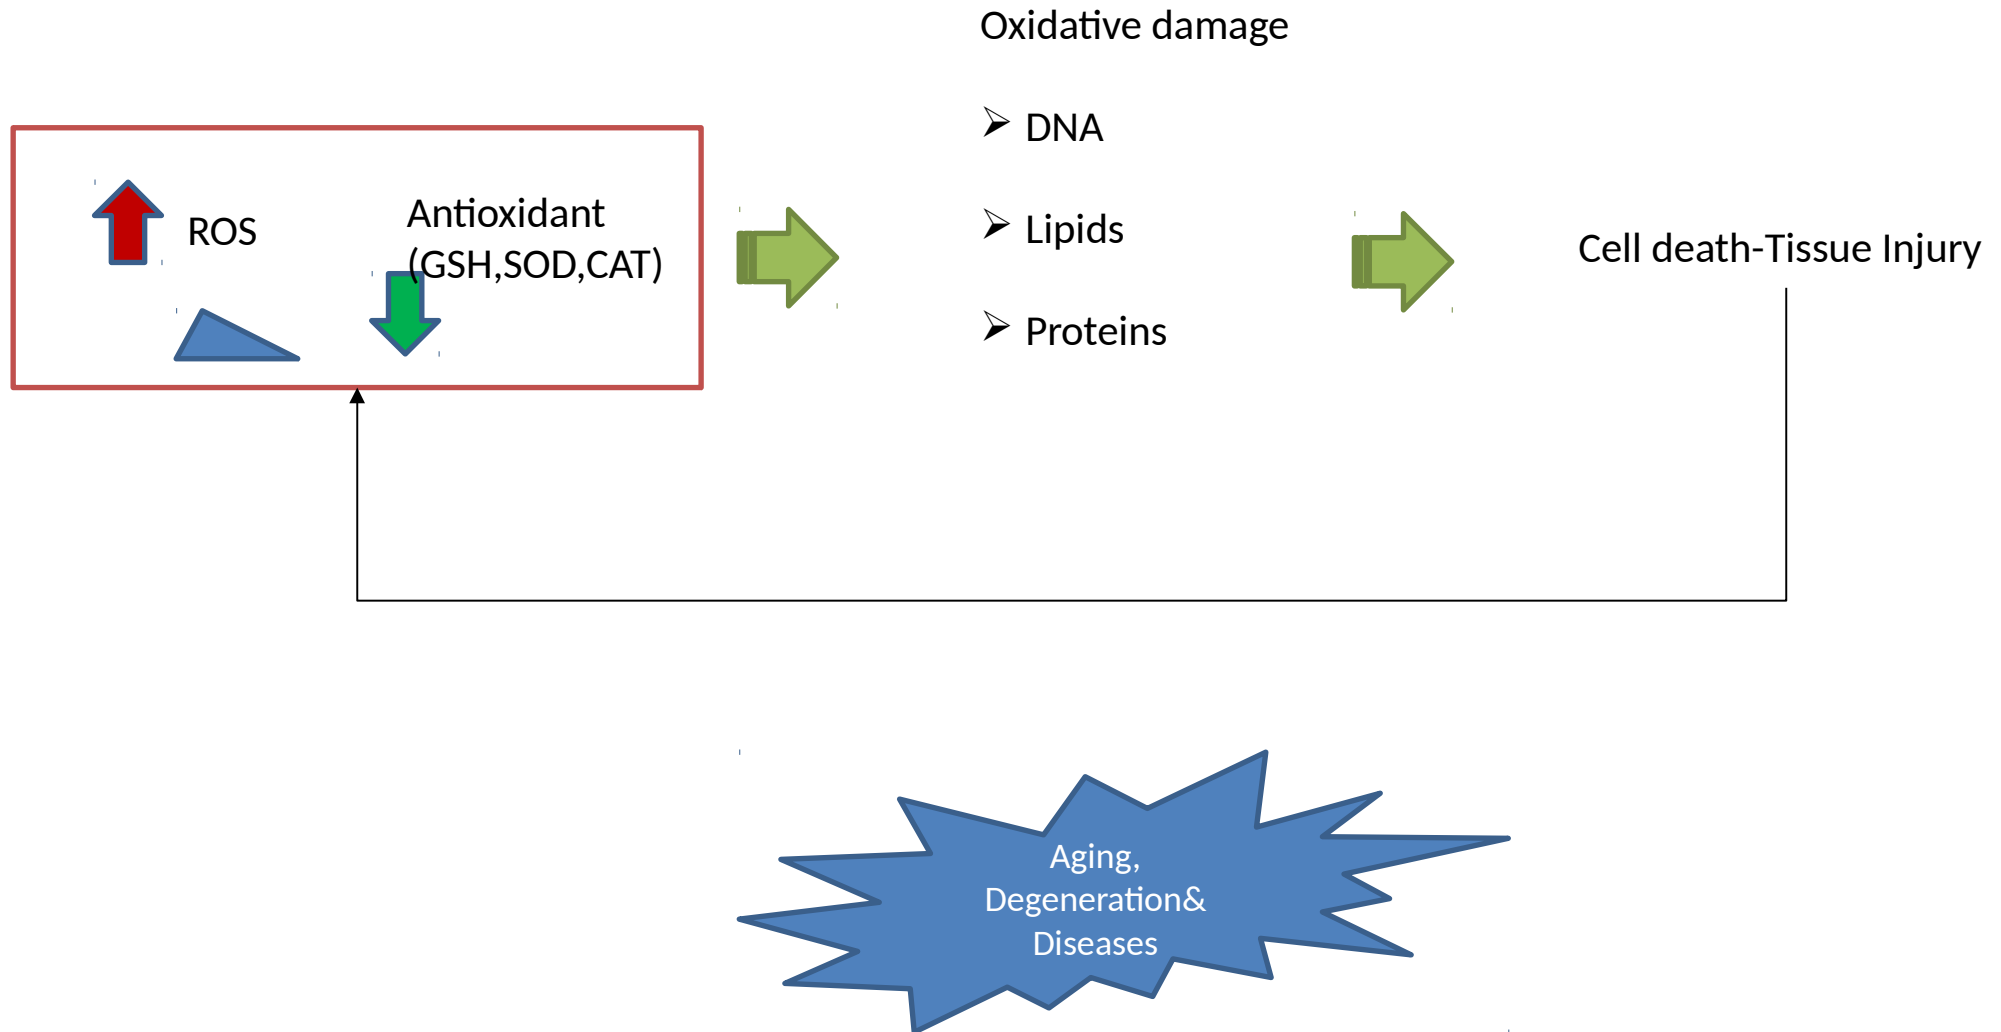 Oxidative damage
DNA
Lipids
Proteins
ROS
Antioxidant
(GSH,SOD,CAT)
Cell death-Tissue Injury
Aging,
Degeneration&
Diseases